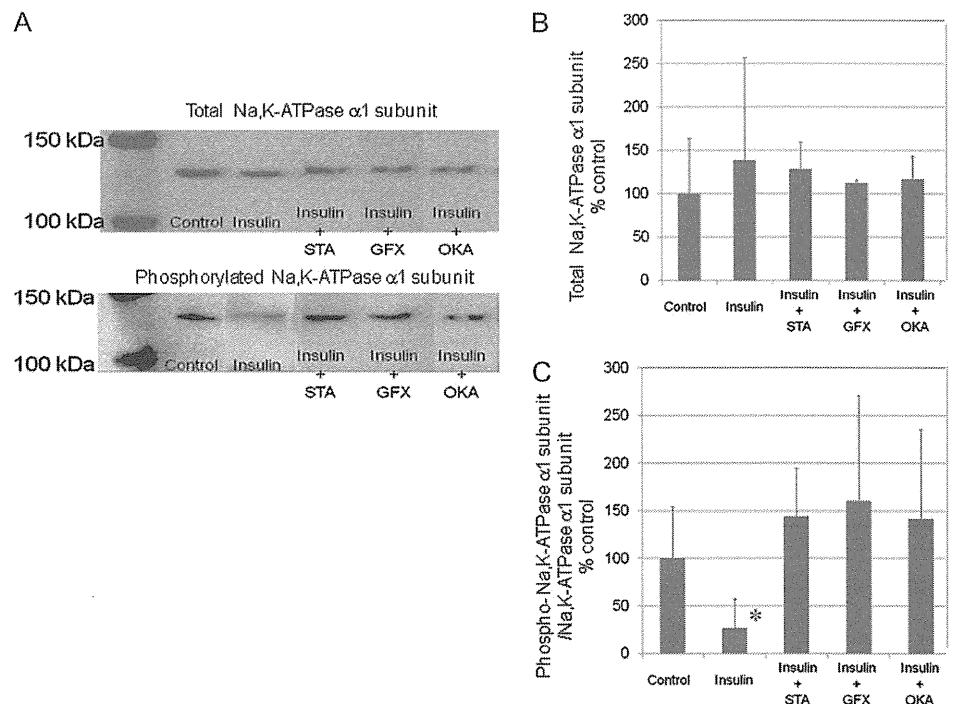 A
Total Na,K-ATPase α1 subunit
150 kDa
100 kDa
Control Insulin Insulin + STA Insulin + GFX Insulin + OKA
Phosphorylated Na,K-ATPase α1 subunit
150 kDa
100 kDa
Control Insulin Insulin + STA Insulin + GFX Insulin + OKA
B
Total Na,K-ATPase α1 subunit
% control
300
250
200
150
100
50
0
Control Insulin Insulin + STA Insulin + GFX Insulin + OKA
C
Phospho-Na,K-ATPase α1 subunit
/Na,K-ATPase α1 subunit
% control
300
250
200
150
100
50
0
*
Control Insulin Insulin + STA Insulin + GFX Insulin + OKA